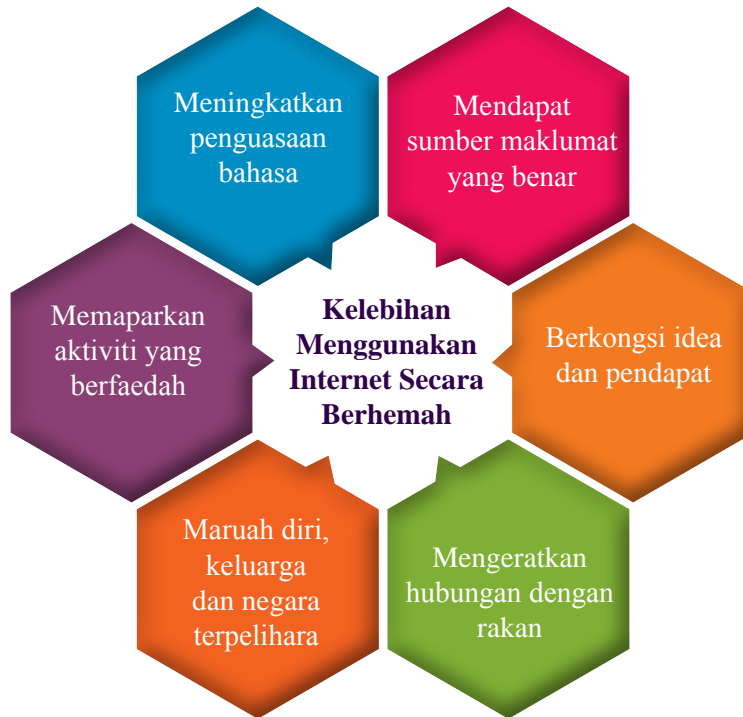 Meningkatkan
penguasaan
bahasa
Mendapat
sumber maklumat
yang benar
Memaparkan
aktiviti yang
berfaedah
Kelebihan
Menggunakan
Internet Secara
Berhemah
Berkongsi idea
dan pendapat
Maruah diri,
keluarga
dan negara
terpelihara
Mengeratkan
hubungan dengan
rakan